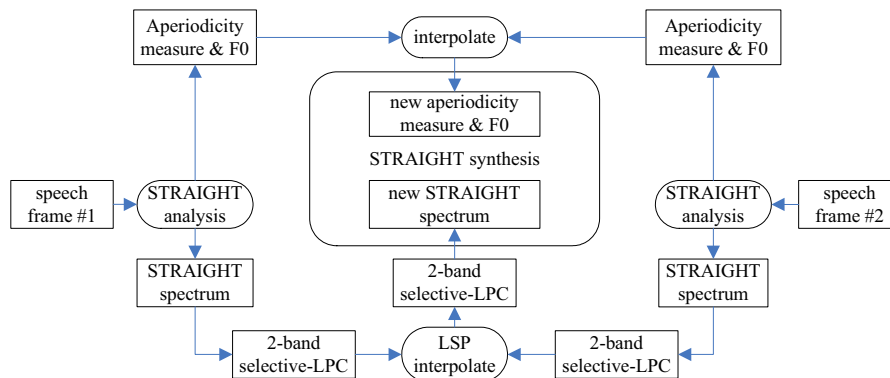 Aperiodicity
measure & F0
interpolate
Aperiodicity
measure & F0
new aperiodicity
measure & F0
STRAIGHT synthesis
speech
frame #1
STRAIGHT
analysis
new STRAIGHT
spectrum
STRAIGHT
analysis
speech
frame #2
STRAIGHT
spectrum
2-band
selective-LPC
STRAIGHT
spectrum
2-band
selective-LPC
LSP
interpolate
2-band
selective-LPC